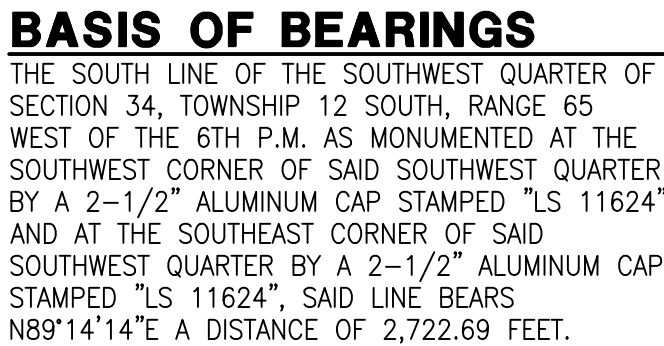 BASIS OF BEARINGS
THE SOUTH LINE OF THE SOUTHWEST QUARTER OF
SECTION 34, TOWNSHIP 12 SOUTH, RANGE 65
WEST OF THE 6TH P.M. AS MONUMENTED AT THE
SOUTHWEST CORNER OF SAID SOUTHWEST QUARTER
BY A 2-1/2" ALUMINUM CAP STAMPED "LS 11624"
AND AT THE SOUTHEAST CORNER OF SAID
SOUTHWEST QUARTER BY A 2-1/2" ALUMINUM CAP
STAMPED "LS 11624", SAID LINE BEARS
N89°14'14"E A DISTANCE OF 2,722.69 FEET.